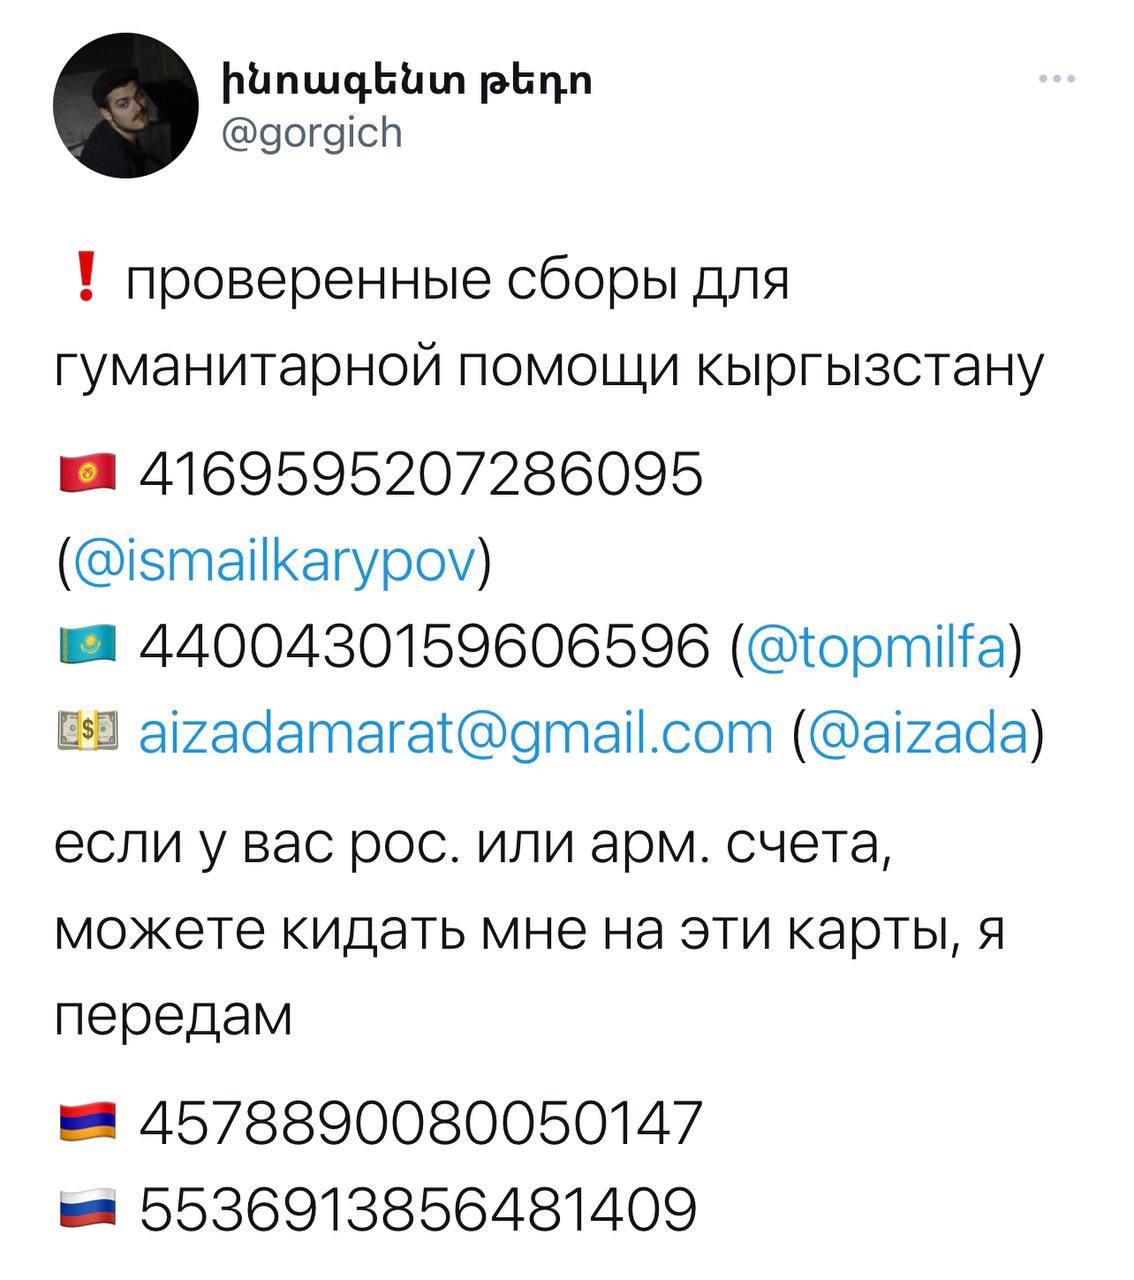 ինոագենտ թեդո
@gorgich
❗ проверенные сборы для
гуманитарной помощи кыргызстану
🇰🇬 4169595207286095
(@ismailkarypov)
🇰🇿 4400430159606596 (@topmilfa)
💵 aizadamarat@gmail.com (@aizada)
если у вас рос. или арм. счета,
можете кидать мне на эти карты, я
передам
🇦🇲 4578890080050147
🇷🇺 5536913856481409